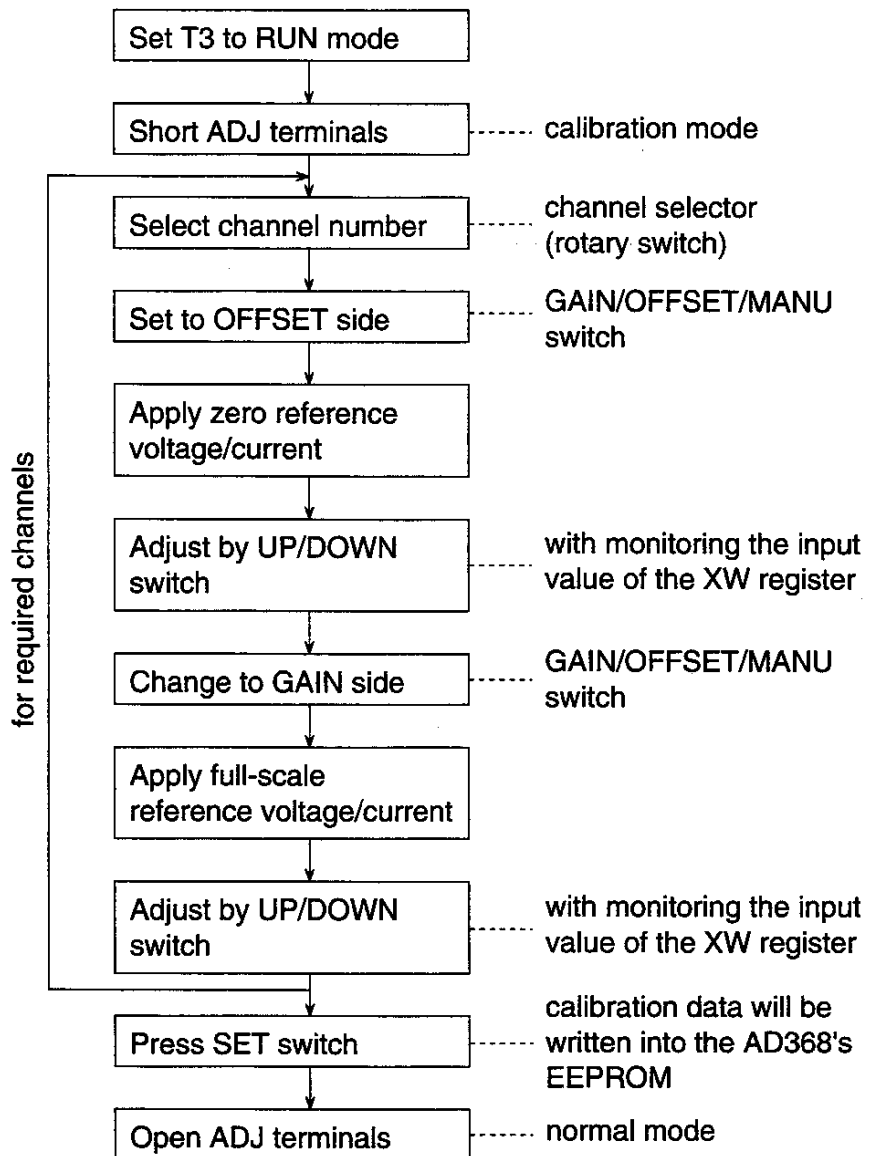 Set T3 to RUN mode
Short ADJ terminals
calibration mode
Select channel number
channel selector
(rotary switch)
Set to OFFSET side
GAIN/OFFSET/MANU
switch
Apply zero reference
voltage/current
for required channels
Adjust by UP/DOWN
switch
with monitoring the input
value of the XW register
Change to GAIN side
GAIN/OFFSET/MANU
switch
Apply full-scale
reference voltage/current
Adjust by UP/DOWN
switch
with monitoring the input
value of the XW register
Press SET switch
calibration data will be
written into the AD368's
EEPROM
Open ADJ terminals
normal mode